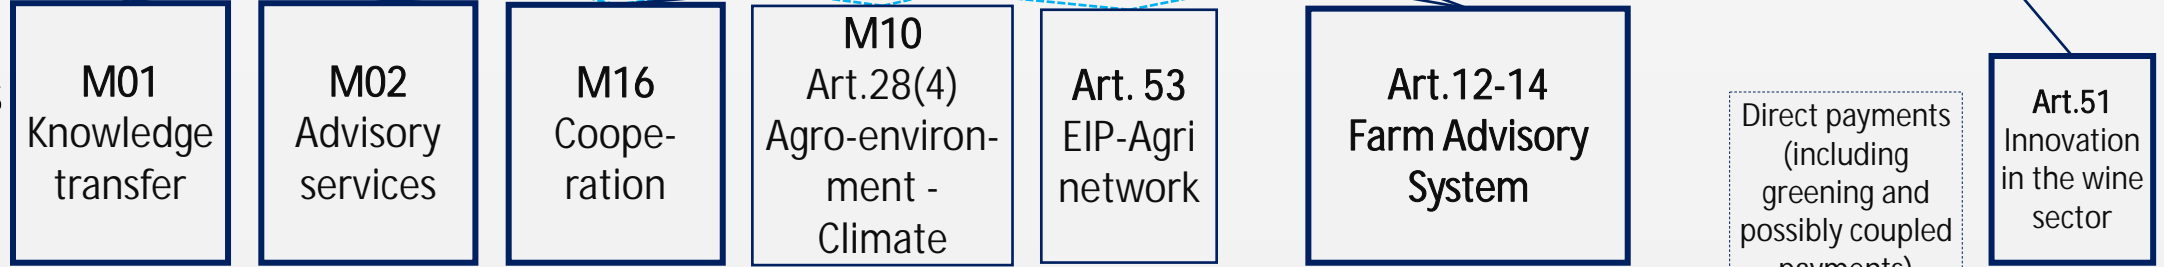 M01
Knowledge
transfer
M02
Advisory
services
M16
Coope-
ration
M10
Art.28(4)
Agro-environ-
ment -
Climate
Art. 53
EIP-Agri
network
Art.12-14
Farm Advisory
System
Direct payments
(including
greening and
possibly coupled
payments)
Art.51
Innovation
in the wine
sector